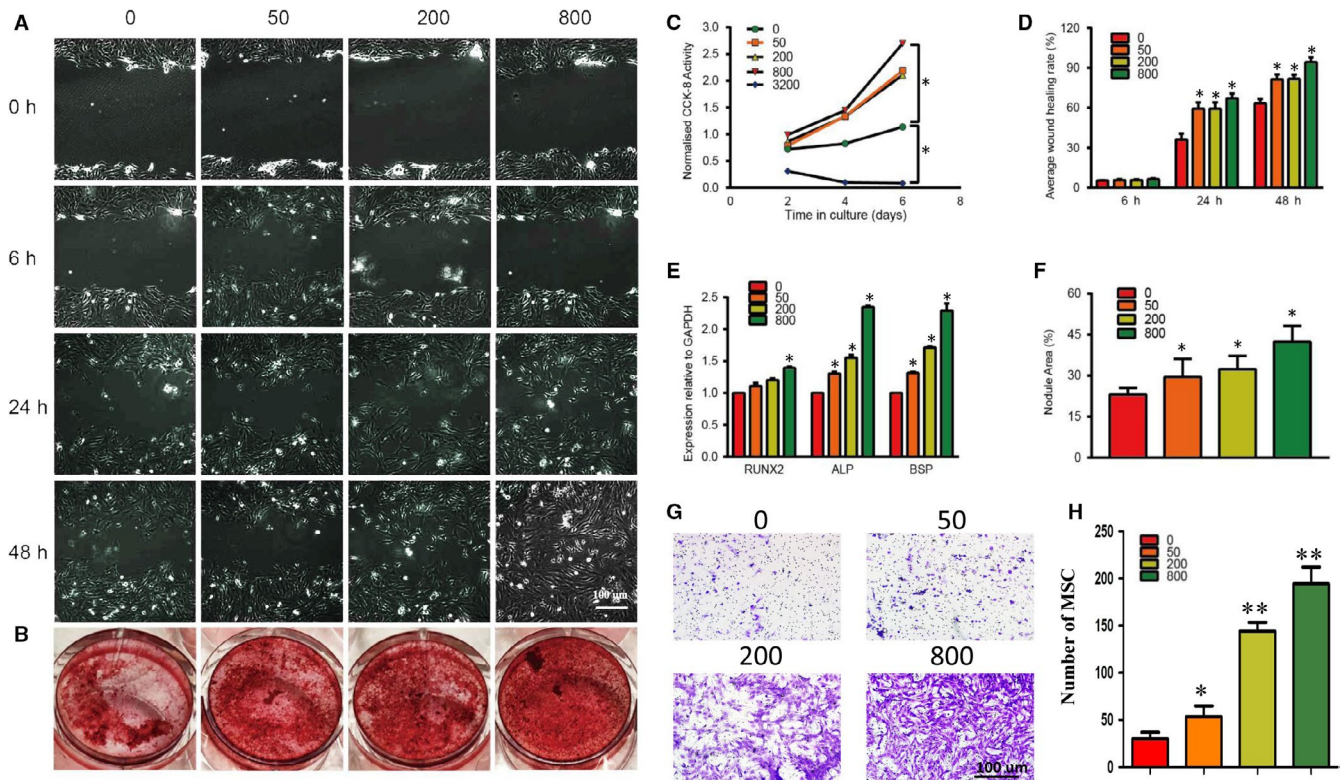 A
0 50 200 800
0 h
6 h
24 h
48 h
100 um
B
C
0
50
200
800
3200
Normalised CCK-8 Activity
3.0
2.5
2.0
1.5
1.0
0.5
0.0
*
*
0 2 4 6 8
Time in culture (days)
D
0
50
200
800
Average wound healing rate (%)
120
90
60
30
0
* * *
* * *
6 h 24 h 48 h
E
0
50
200
800
Expression relative to GAPDH
2.5
2.0
1.5
1.0
0.5
0.0
*
* * *
* * *
RUNX2 ALP BSP
F
0
50
200
800
Nodule Area (%)
60
45
30
15
0
* * *
G
0 50
200 800
100 um
H
0
50
200
800
Number of MSC
250
200
150
100
50
0
* ** **